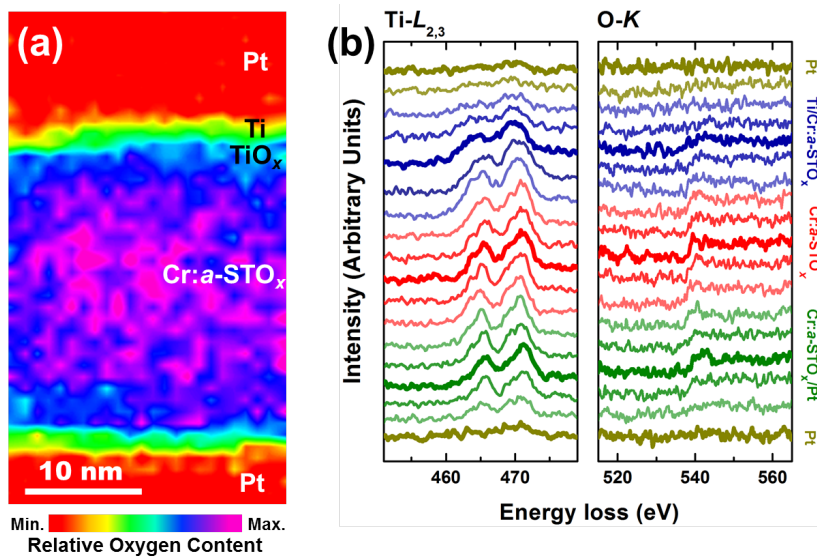 (a)
Pt
Ti
TiOx
Cr:a-STOx
10 nm
Pt
Min.
Max.
Relative Oxygen Content
(b)
Ti-L2,3
O-K
Intensity (Arbitrary Units)
Pt
Ti/Cr:a-STOx
Cr:a-STOx
Cr:a-STOx/Pt
Pt
460
470
520
540
560
Energy loss (eV)